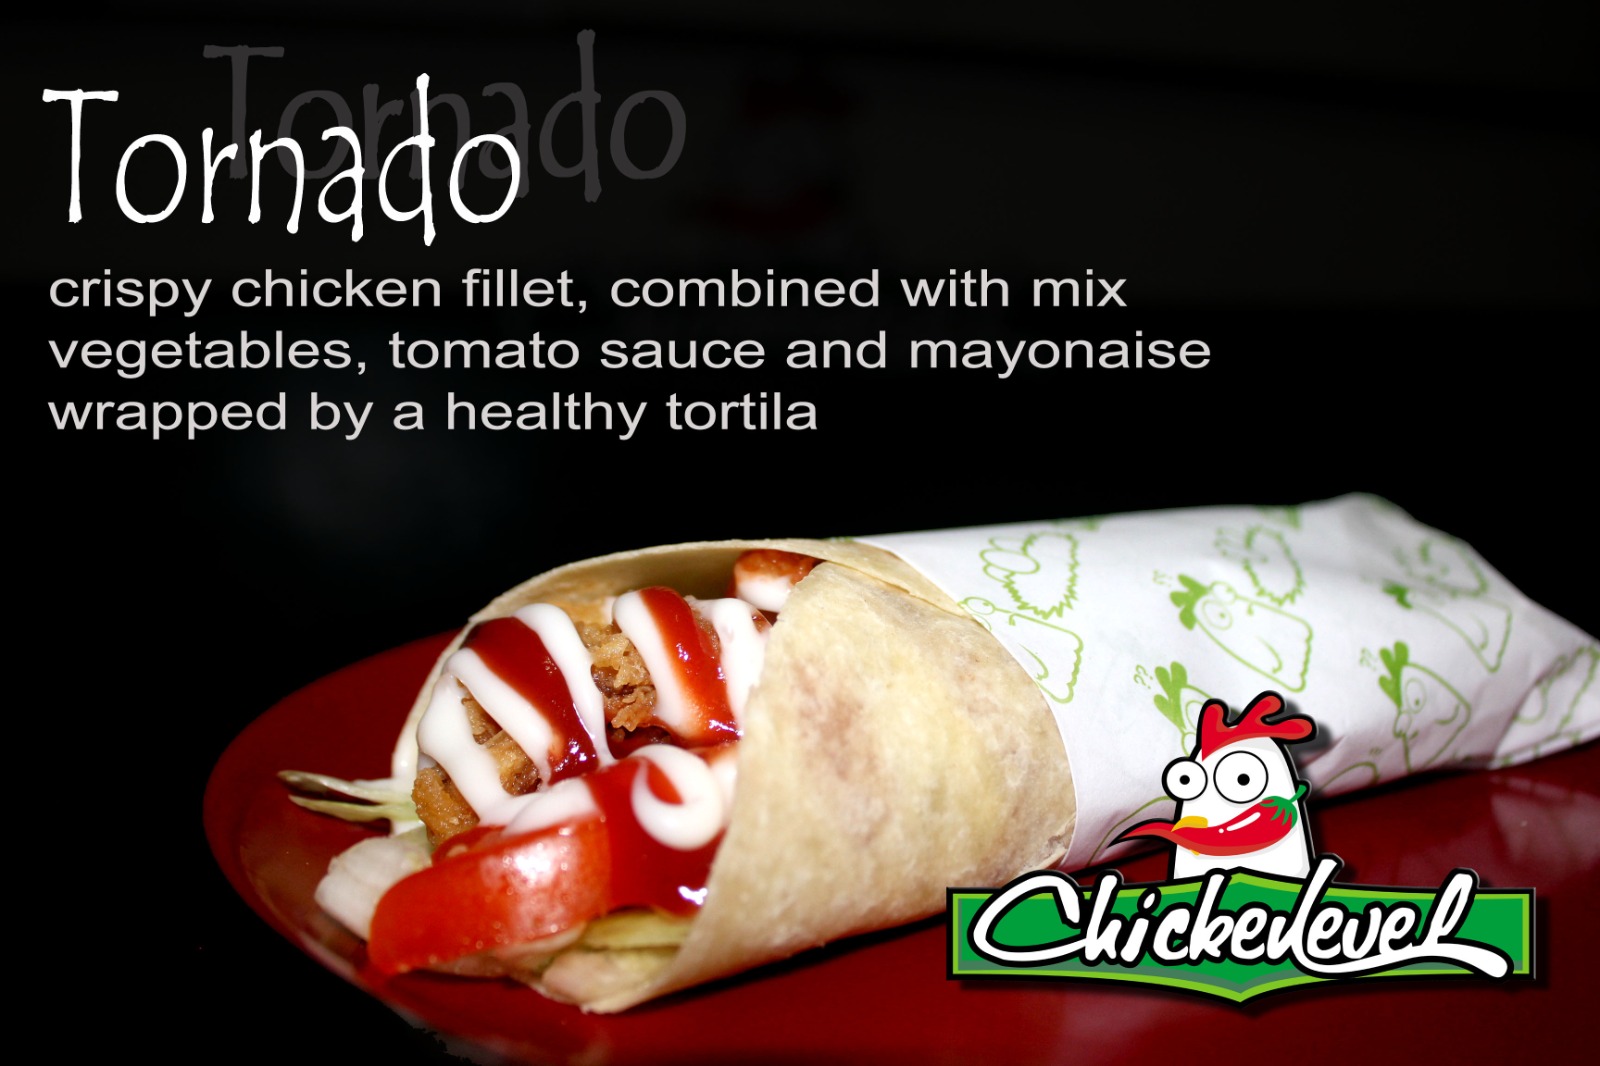 Tornado
crispy chicken fillet, combined with mix
vegetables, tomato sauce and mayonaise
wrapped by a healthy tortila
Chickenlevel